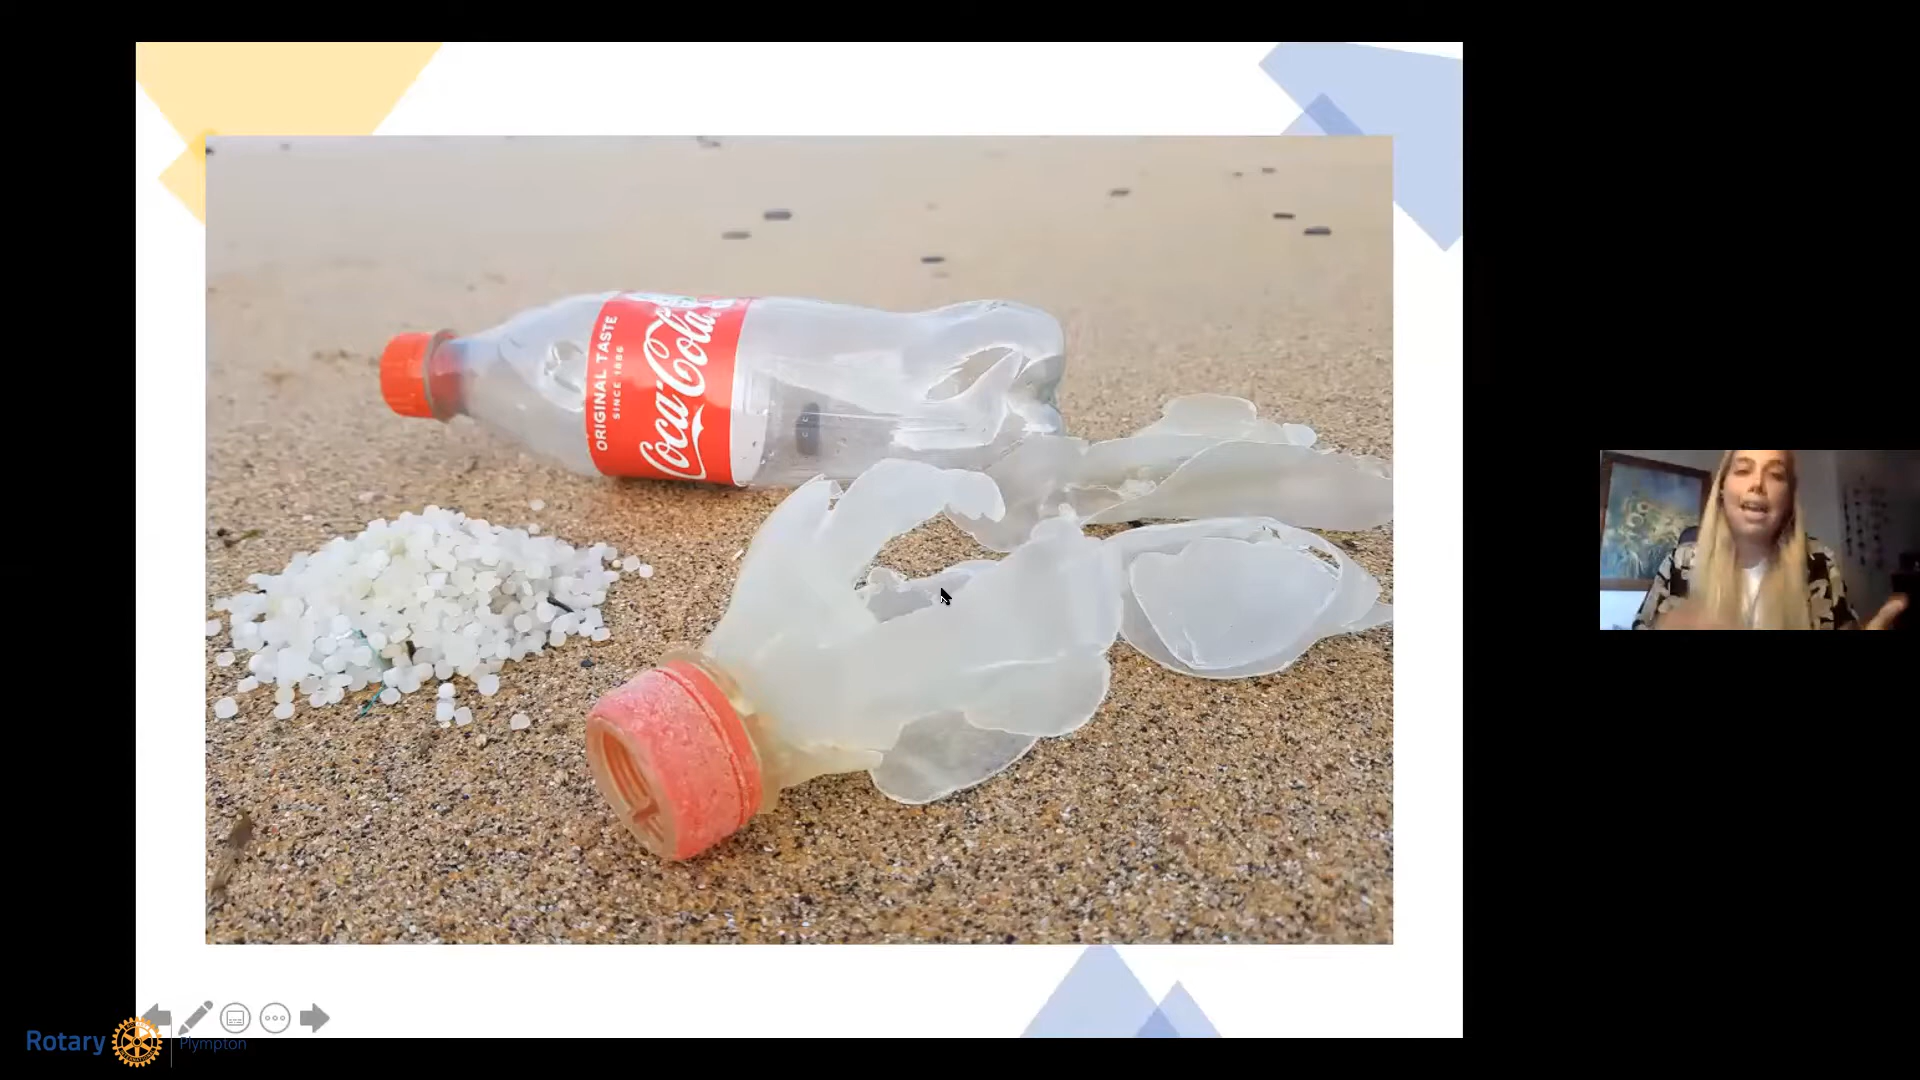 ORIGINAL TASTE
SINCE 1886
Coca-Cola
Rotary
Plympton